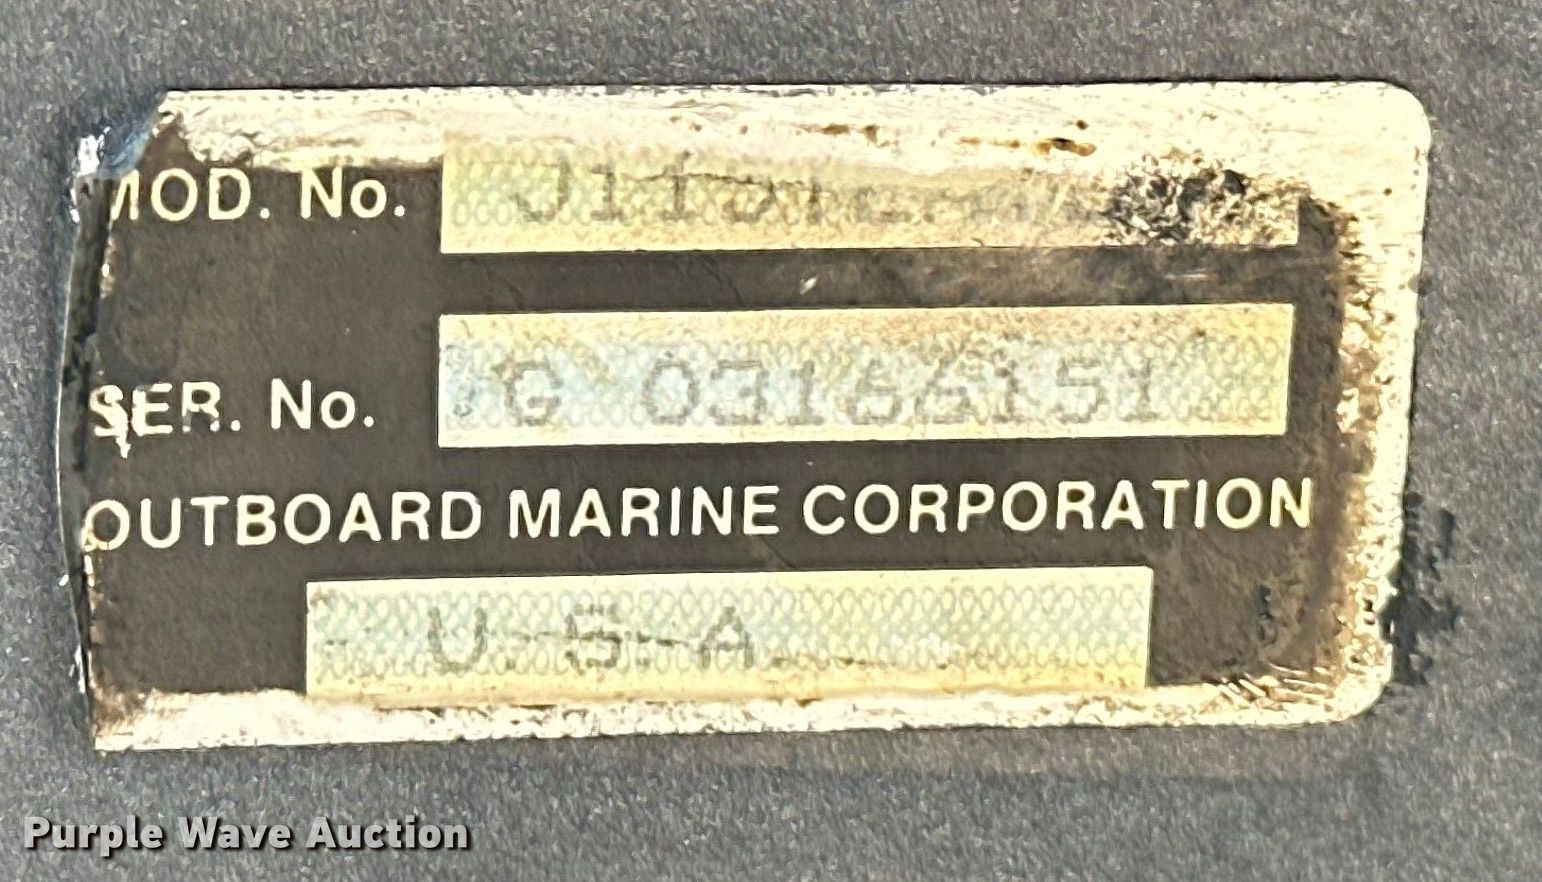 MOD. No.
SER. No. G 03166151
OUTBOARD MARINE CORPORATION
U.S.A.
Purple Wave Auction